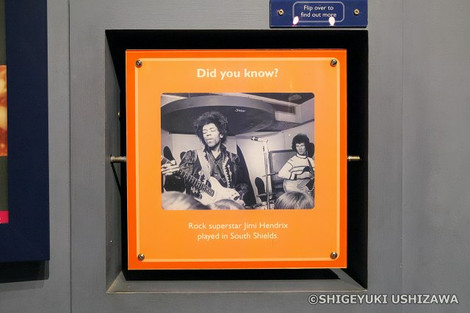 Flip over to
find out more
Did you know?
Rock superstar Jimi Hendrix
played in South Shields.
©SHIGEYUKI USHIZAWA